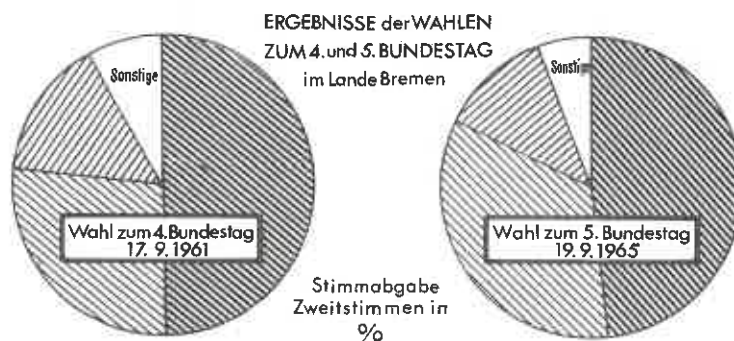 ERGEBNISSE der WAHLEN
ZUM 4. und 5. BUNDESTAG
im Lande Bremen
Sonstige
Sonsti
Wahl zum 4. Bundestag
17. 9. 1961
Wahl zum 5. Bundestag
19. 9. 1965
Stimmabgabe
Zweitstimmen in
%